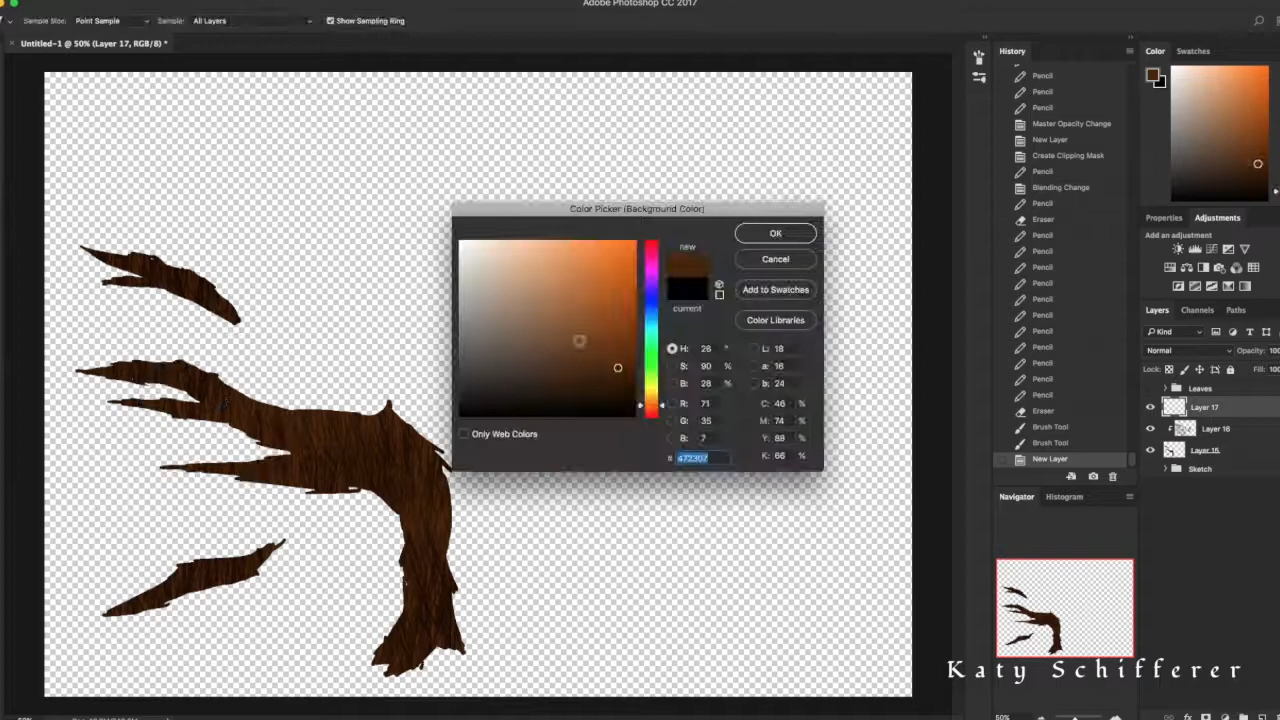 Adobe Photoshop CC 2017
Sample Size: Point Sample Sample: All Layers Show Sampling Ring
Untitled-1 @ 50% (Layer 17, RGB/8) *
History
Pencil
Pencil
Pencil
Master Opacity Change
New Layer
Create Clipping Mask
Pencil
Blending Change
Pencil
Eraser
Pencil
Pencil
Pencil
Pencil
Pencil
Pencil
Pencil
Pencil
Pencil
Pencil
Pencil
Eraser
Brush Tool
Brush Tool
New Layer
Navigator Histogram
Color Swatches
Properties Adjustments
Add an adjustment
Layers Channels Paths
Kind
Normal Opacity: 100
Lock: Fill: 100
Leaves
Layer 17
Layer 16
Layer 15
Sketch
Color Picker (Background Color)
new
current
OK
Cancel
Add to Swatches
Color Libraries
H: 26 ° L: 18
S: 90 % a: 16
B: 28 % b: 24
R: 71 C: 46 %
G: 35 M: 74 %
B: 7 Y: 88 %
# 472307 K: 66 %
Only Web Colors
Katy Schifferer
50%